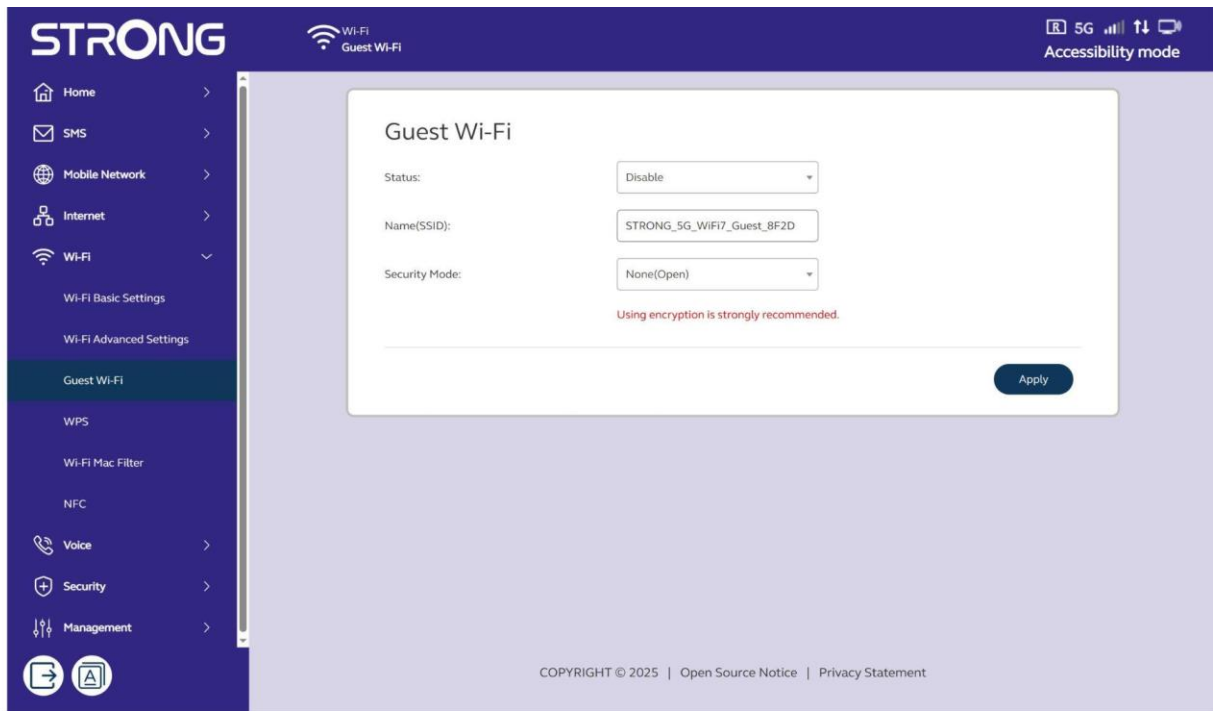 STRONG
Wi-Fi
Guest Wi-Fi
R 5G
Accessibility mode
Home
SMS
Mobile Network
Internet
Wi-Fi
Wi-Fi Basic Settings
Wi-Fi Advanced Settings
Guest Wi-Fi
WPS
Wi-Fi Mac Filter
NFC
Voice
Security
Management
A
Guest Wi-Fi
Status: Disable
Name(SSID): STRONG_5G_WiFi7_Guest_8F2D
Security Mode: None(Open)
Using encryption is strongly recommended.
Apply
COPYRIGHT © 2025 | Open Source Notice | Privacy Statement